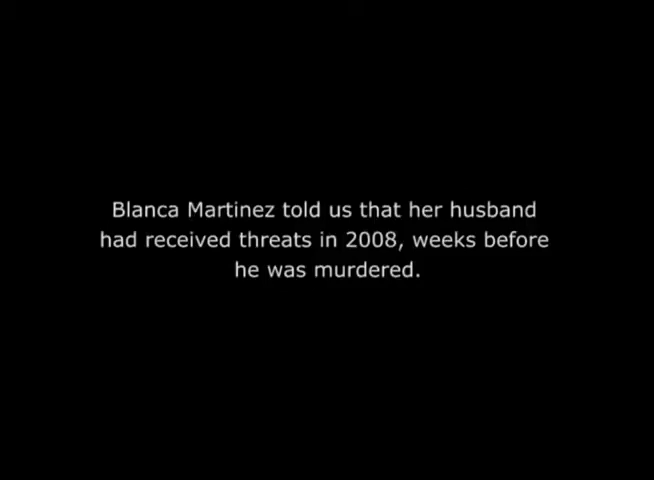 Blanca Martinez told us that her husband
had received threats in 2008, weeks before
he was murdered.